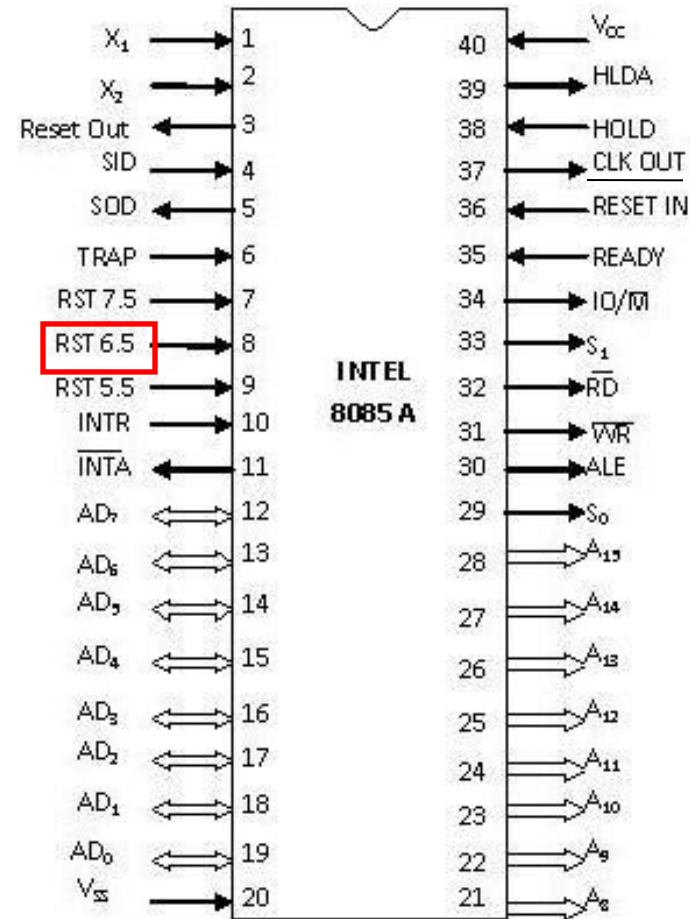 X₁ 1 40 Vcc
X₂ 2 39 HLDA
Reset Out 3 38 HOLD
SID 4 37 CLK OUT
SOD 5 36 RESET IN
TRAP 6 35 READY
RST 7.5 7 34 IO/M̅
RST 6.5 8 33 S₁
RST 5.5 9 INTEL 32 R̅D̅
INTR 10 8085 A 31 W̅R̅
I̅N̅T̅A̅ 11 30 ALE
AD₇ 12 29 S₀
AD₆ 13 28 A₁₅
AD₅ 14 27 A₁₄
AD₄ 15 26 A₁₃
AD₃ 16 25 A₁₂
AD₂ 17 24 A₁₁
AD₁ 18 23 A₁₀
AD₀ 19 22 A₉
Vss 20 21 A₈